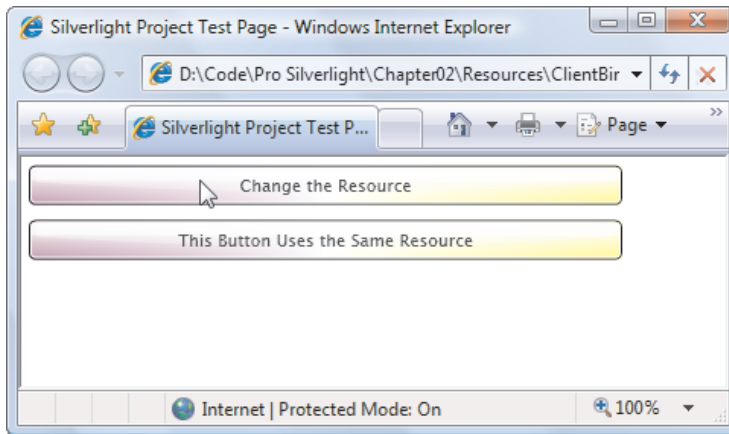 Silverlight Project Test Page - Windows Internet Explorer
D:\Code\Pro Silverlight\Chapter02\Resources\ClientBir
Silverlight Project Test P...
Page
Change the Resource
This Button Uses the Same Resource
Internet | Protected Mode: On
100%